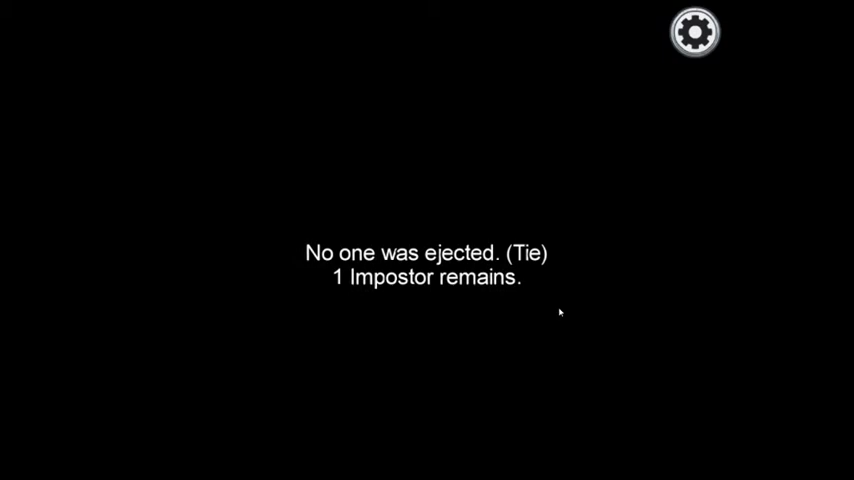 No one was ejected. (Tie)
1 Impostor remains.